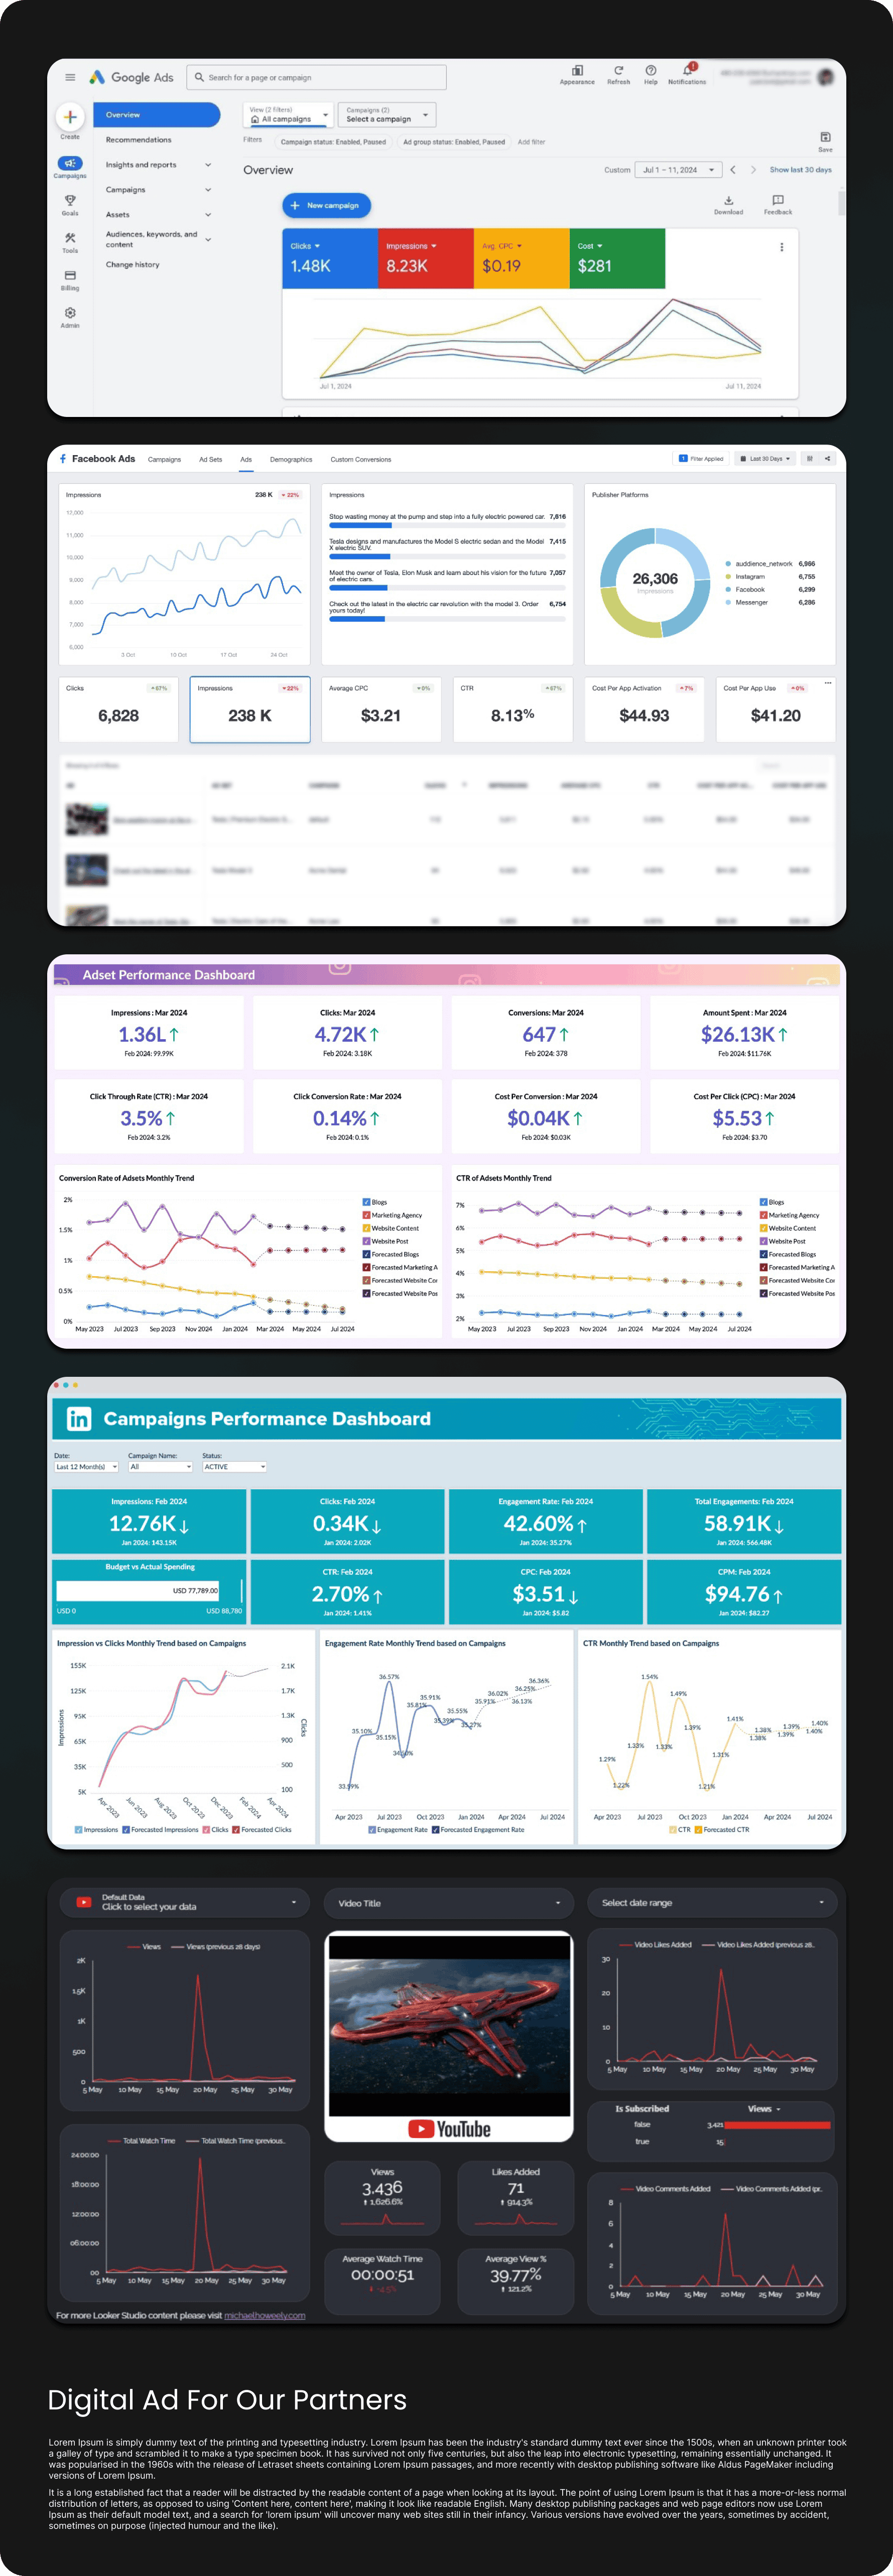 Google Ads
Search for a page or campaign
Appearance
Refresh
Help
Notifications
Create
Campaigns
Goals
Tools
Billing
Admin
Overview
Recommendations
Insights and reports
Campaigns
Assets
Audiences, keywords, and
content
Change history
View (2 filters)
All campaigns
Campaigns (2)
Select a campaign
Filters
Campaign status: Enabled, Paused
Ad group status: Enabled, Paused
Add filter
Save
Overview
Custom
Jul 1 – 11, 2024
Show last 30 days
New campaign
Download
Feedback
Clicks
1.48K
Impressions
8.23K
Avg. CPC
$0.19
Cost
$281
Jul 1, 2024
Jul 11, 2024
Facebook Ads
Campaigns
Ad Sets
Ads
Demographics
Custom Conversions
1 Filter Applied
Last 30 Days
Impressions
238 K
22%
12,000
11,000
10,000
9,000
8,000
7,000
6,000
3 Oct
10 Oct
17 Oct
24 Oct
Impressions
Stop wasting money at the pump and step into a fully electric powered car. 7,616
Tesla designs and manufactures the Model S electric sedan and the Model 7,415
X electric SUV.
Meet the owner of Tesla, Elon Musk and learn about his vision for the future 7,057
of electric cars.
Check out the latest in the electric car revolution with the model 3. Order 6,754
yours today!
Publisher Platforms
26,306
Impressions
auddience_network 6,986
Instagram 6,755
Facebook 6,299
Messenger 6,286
Clicks
67%
6,828
Impressions
22%
238 K
Average CPC
0%
$3.21
CTR
67%
8.13%
Cost Per App Activation
7%
$44.93
Cost Per App Use
6%
$41.20
Adset Performance Dashboard
Impressions : Mar 2024
1.36L↑
Feb 2024: 99.99K
Clicks: Mar 2024
4.72K↑
Feb 2024: 3.18K
Conversions: Mar 2024
647↑
Feb 2024: 378
Amount Spent : Mar 2024
$26.13K↑
Feb 2024: $11.76K
Click Through Rate (CTR) : Mar 2024
3.5%↑
Feb 2024: 3.2%
Click Conversion Rate : Mar 2024
0.14%↑
Feb 2024: 0.1%
Cost Per Conversion : Mar 2024
$0.04K↑
Feb 2024: $0.03K
Cost Per Click (CPC) : Mar 2024
$5.53↑
Feb 2024: $3.70
Conversion Rate of Adsets Monthly Trend
2%
1.5%
1%
0.5%
0%
May 2023
Jul 2023
Sep 2023
Nov 2024
Jan 2024
Mar 2024
May 2024
Jul 2024
Blogs
Marketing Agency
Website Content
Website Post
Forecasted Blogs
Forecasted Marketing A
Forecasted Website Cor
Forecasted Website Pos
CTR of Adsets Monthly Trend
7%
6%
5%
4%
3%
2%
May 2023
Jul 2023
Sep 2023
Nov 2024
Jan 2024
Mar 2024
May 2024
Jul 2024
Blogs
Marketing Agency
Website Content
Website Post
Forecasted Blogs
Forecasted Marketing A
Forecasted Website Cor
Forecasted Website Pos
in Campaigns Performance Dashboard
Date:
Last 12 Month(s)
Campaign Name:
All
Status:
ACTIVE
Impressions: Feb 2024
12.76K↓
Jan 2024: 143.15K
Clicks: Feb 2024
0.34K↓
Jan 2024: 2.02K
Engagement Rate: Feb 2024
42.60%↑
Jan 2024: 35.27%
Total Engagements: Feb 2024
58.91K↓
Jan 2024: 566.48K
Budget vs Actual Spending
USD 77,789.00
USD 0
USD 88,780
CTR: Feb 2024
2.70%↑
Jan 2024: 1.41%
CPC: Feb 2024
$3.51↓
Jan 2024: $5.82
CPM: Feb 2024
$94.76↑
Jan 2024: $82.27
Impression vs Clicks Monthly Trend based on Campaigns
155K
125K
95K
65K
35K
5K
Impressions
2.1K
1.7K
1.3K
900
500
100
Clicks
Apr 2023
Jun 2023
Aug 2023
Oct 2023
Dec 2023
Feb 2024
Apr 2024
Impressions
Forecasted Impressions
Clicks
Forecasted Clicks
Engagement Rate Monthly Trend based on Campaigns
36.57%
35.10%
35.15%
35.81%
35.91%
35.39%
35.55%
35.27%
35.91%
36.02%
36.13%
36.25%
36.36%
Apr 2023
Jul 2023
Oct 2023
Jan 2024
Apr 2024
Jul 2024
Engagement Rate
Forecasted Engagement Rate
CTR Monthly Trend based on Campaigns
1.29%
1.22%
1.33%
1.54%
1.33%
1.49%
1.39%
1.21%
1.31%
1.41%
1.38%
1.38%
1.39%
1.39%
1.40%
1.40%
Apr 2023
Jul 2023
Oct 2023
Jan 2024
Apr 2024
Jul 2024
CTR
Forecasted CTR
Default Data
Click to select your data
Video Title
Select date range
Views
Views (previous 28 days)
2K
1.5K
1K
500
0
5 May
10 May
15 May
20 May
25 May
30 May
YouTube
Video Likes Added
Video Likes Added (previous 28..
30
20
10
0
5 May
10 May
15 May
20 May
25 May
30 May
Is Subscribed
Views
false
3,421
true
15
Total Watch Time
Total Watch Time (previous..
24:00:00
18:00:00
12:00:00
06:00:00
00
5 May
10 May
15 May
20 May
25 May
30 May
Views
3,436
1,626.6%
Likes Added
71
914.3%
Average Watch Time
00:00:51
Average View %
39.77%
121.2%
Video Comments Added
Video Comments Added (pr..
8
6
4
2
0
5 May
10 May
15 May
20 May
25 May
30 May
For more Looker Studio content please visit michaelhoweely.com
Digital Ad For Our Partners
Lorem Ipsum is simply dummy text of the printing and typesetting industry. Lorem Ipsum has been the industry's standard dummy text ever since the 1500s, when an unknown printer took
a galley of type and scrambled it to make a type specimen book. It has survived not only five centuries, but also the leap into electronic typesetting, remaining essentially unchanged. It
was popularised in the 1960s with the release of Letraset sheets containing Lorem Ipsum passages, and more recently with desktop publishing software like Aldus PageMaker including
versions of Lorem Ipsum.
It is a long established fact that a reader will be distracted by the readable content of a page when looking at its layout. The point of using Lorem Ipsum is that it has a more-or-less normal
distribution of letters, as opposed to using 'Content here, content here', making it look like readable English. Many desktop publishing packages and web page editors now use Lorem
Ipsum as their default model text, and a search for 'lorem ipsum' will uncover many web sites still in their infancy. Various versions have evolved over the years, sometimes by accident,
sometimes on purpose (injected humour and the like).